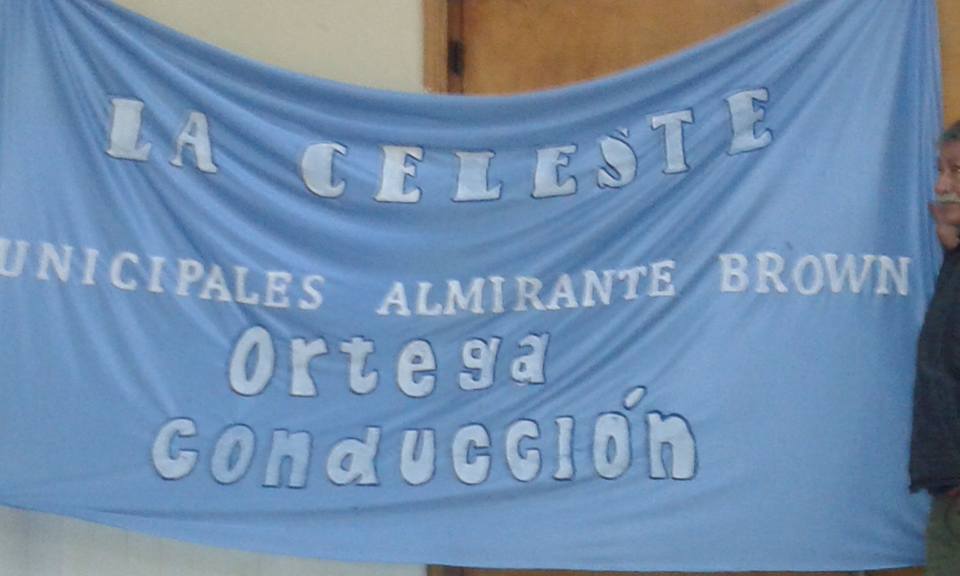 LA CELESTE
UNICIPALES ALMIRANTE BROWN
Ortega
Conducción